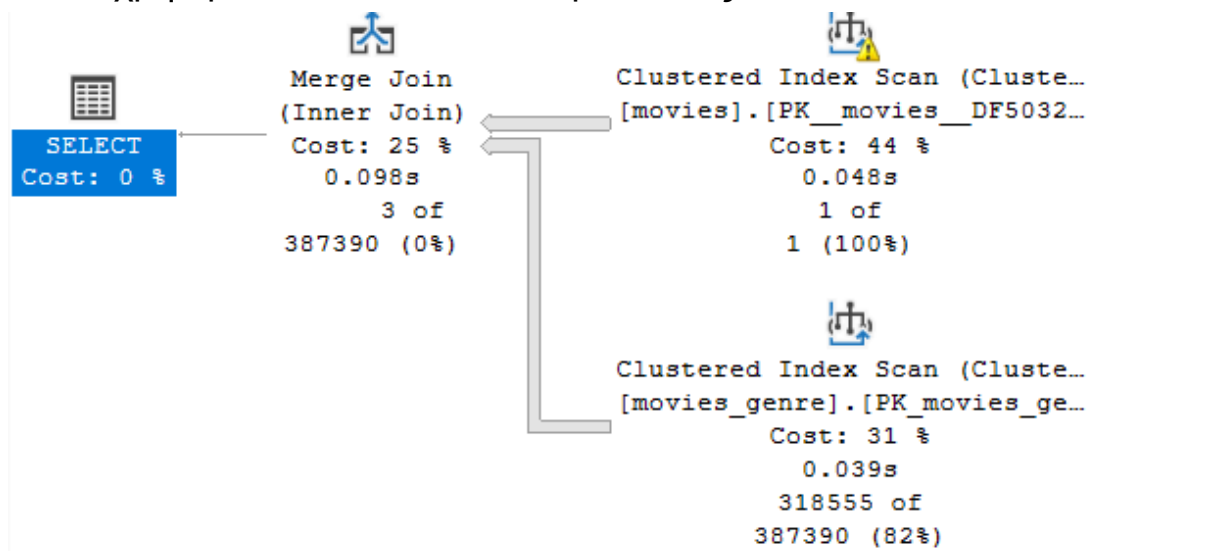 SELECT
Cost: 0 %
Merge Join
(Inner Join)
Cost: 25 %
0.098s
3 of
387390 (0%)
Clustered Index Scan (Cluste…
[movies].[PK__movies__DF5032…
Cost: 44 %
0.048s
1 of
1 (100%)
Clustered Index Scan (Cluste…
[movies_genre].[PK_movies_ge…
Cost: 31 %
0.039s
318555 of
387390 (82%)